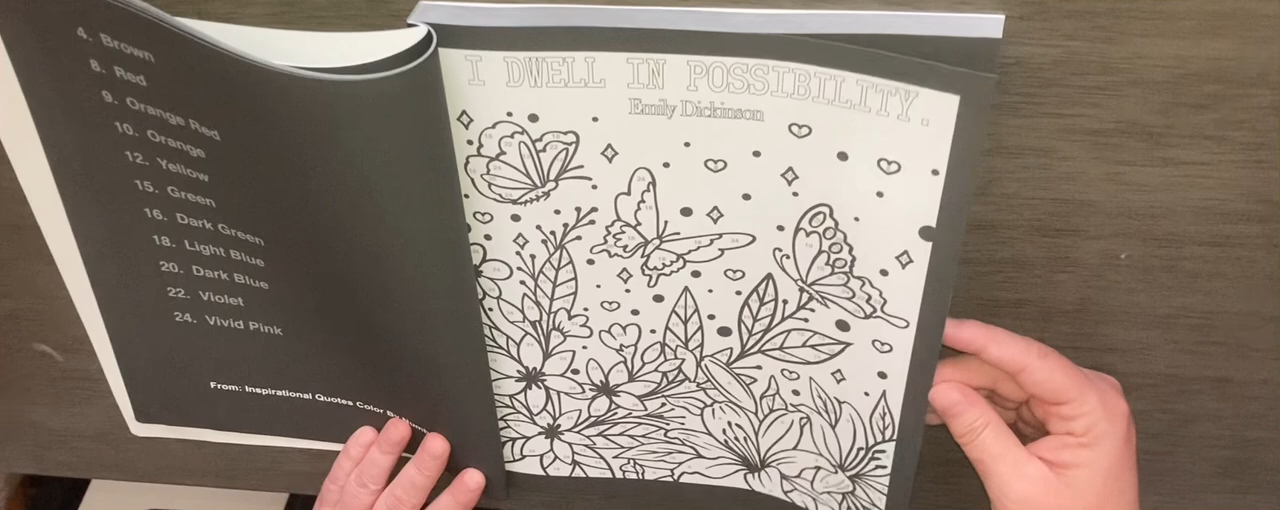 4. Brown
8. Red
9. Orange Red
10. Orange
12. Yellow
15. Green
16. Dark Green
18. Light Blue
20. Dark Blue
22. Violet
24. Vivid Pink
From: Inspirational Quotes Color By
I DWELL IN POSSIBILITY.
Emily Dickinson